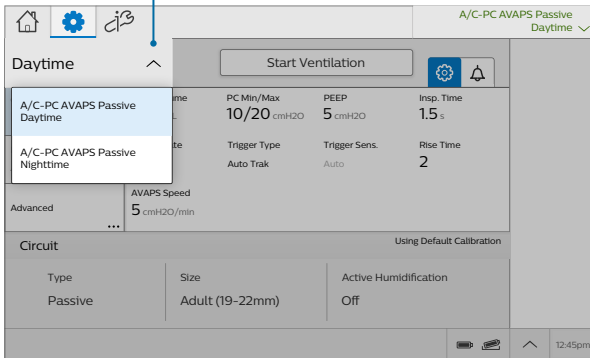 A/C-PC AVAPS Passive
Daytime
Daytime
Start Ventilation
A/C-PC AVAPS Passive
Daytime
A/C-PC AVAPS Passive
Nighttime
PC Min/Max
10/20 cmH2O
PEEP
5 cmH2O
Insp. Time
1.5 s
Trigger Type
Auto Trak
Trigger Sens.
Auto
Rise Time
2
Advanced
...
AVAPS Speed
5 cmH2O/min
Circuit
Using Default Calibration
Type
Passive
Size
Adult (19-22mm)
Active Humidification
Off
12:45pm